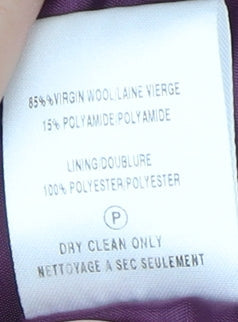 85% VIRGIN WOOL/LAINE VIERGE
15% POLYAMIDE/POLYAMIDE
LINING/DOUBLURE
100% POLYESTER/POLYESTER
P
DRY CLEAN ONLY
NETTOYAGE A SEC SEULEMENT